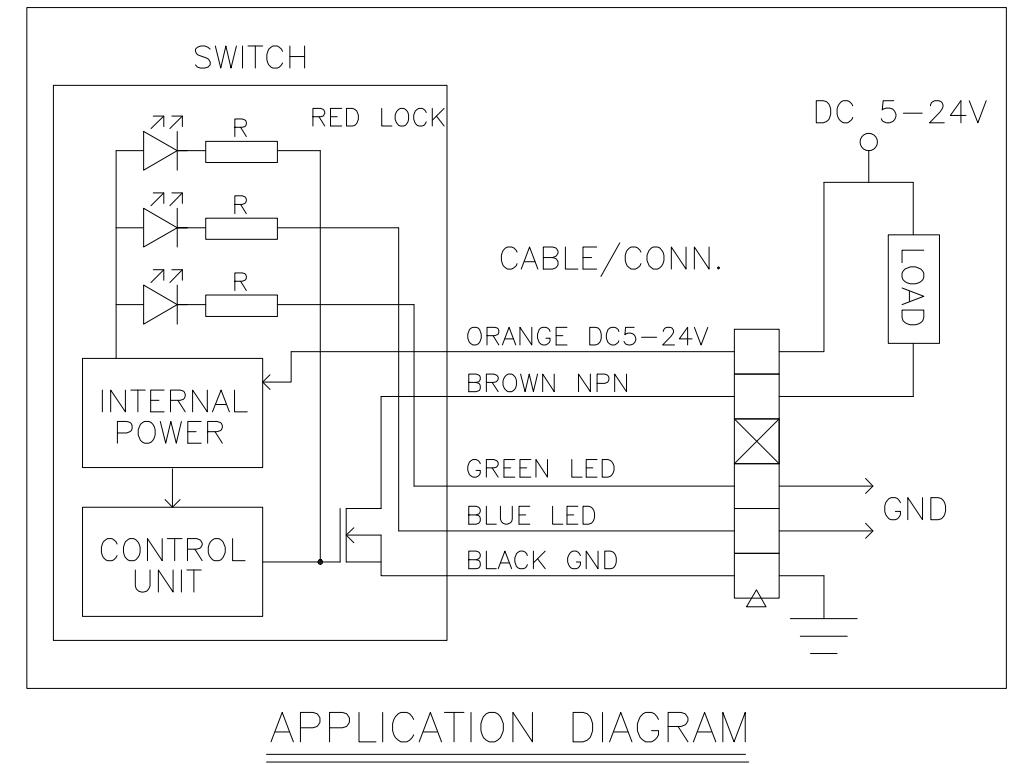 SWITCH
RED LOCK
R
R
R
INTERNAL
POWER
CONTROL
UNIT
CABLE/CONN.
ORANGE DC5-24V
BROWN NPN
GREEN LED
BLUE LED
BLACK GND
DC 5-24V
LOAD
GND
APPLICATION DIAGRAM